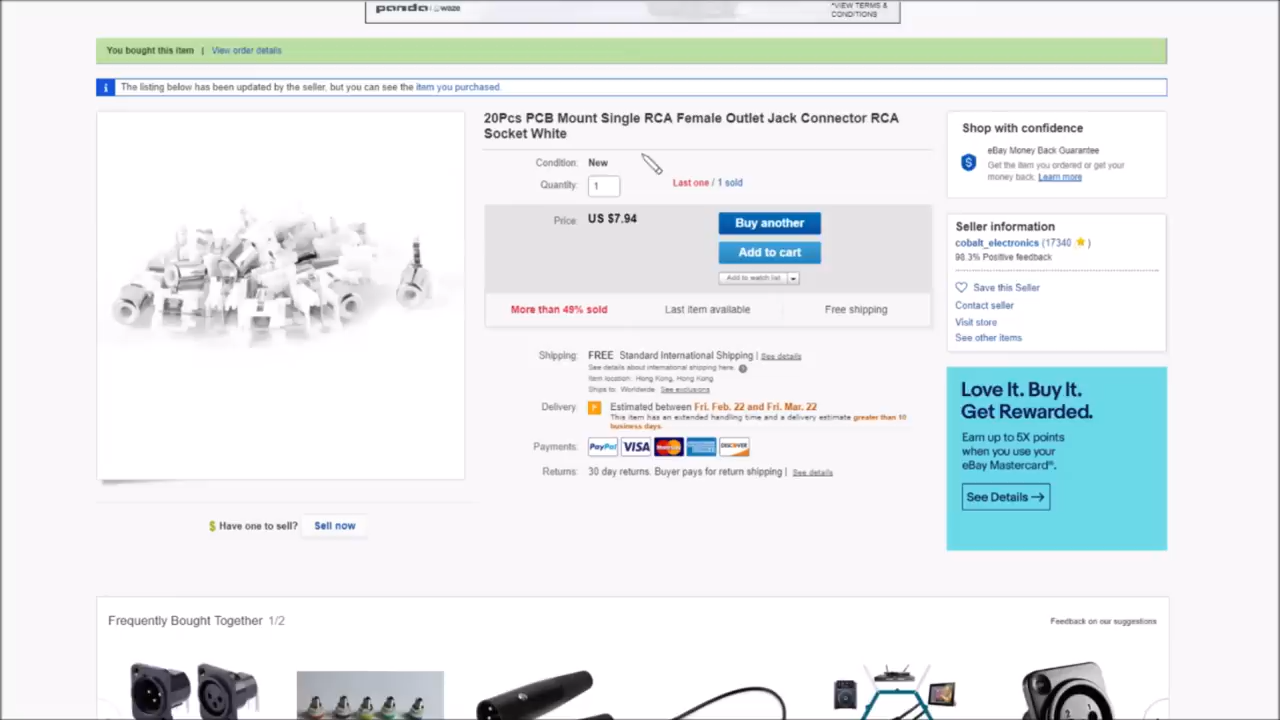 panda waze
*VIEW TERMS &
CONDITIONS
You bought this item | View order details
The listing below has been updated by the seller, but you can see the item you purchased.
20Pcs PCB Mount Single RCA Female Outlet Jack Connector RCA
Socket White
Condition: New
Quantity: 1
Last one / 1 sold
Price: US $7.94
Buy another
Add to cart
Add to watch list
More than 49% sold
Last item available
Free shipping
Shipping: FREE Standard International Shipping | See details
See details about international shipping here.
Item location: Hong Kong, Hong Kong
Ships to: Worldwide See exclusions
Delivery: Estimated between Fri. Feb. 22 and Fri. Mar. 22
This item has an extended handling time and a delivery estimate greater than 10
business days.
Payments: PayPal VISA MasterCard DISCOVER
Returns: 30 day returns. Buyer pays for return shipping | See details
$ Have one to sell? Sell now
Shop with confidence
eBay Money Back Guarantee
Get the item you ordered or get your
money back. Learn more
Seller information
cobalt_electronics (17340 )
98.3% Positive feedback
Save this Seller
Contact seller
Visit store
See other items
Love It. Buy It.
Get Rewarded.
Earn up to 5X points
when you use your
eBay Mastercard®.
See Details →
Frequently Bought Together 1/2
Feedback on our suggestions